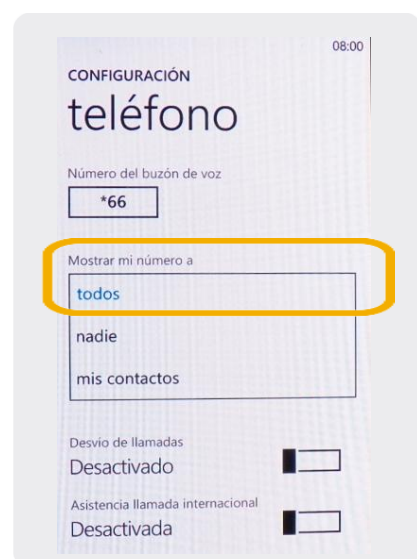 08:00
CONFIGURACIÓN
teléfono
Número del buzón de voz
*66
Mostrar mi número a
todos
nadie
mis contactos
Desvío de llamadas
Desactivado
Asistencia llamada internacional
Desactivada